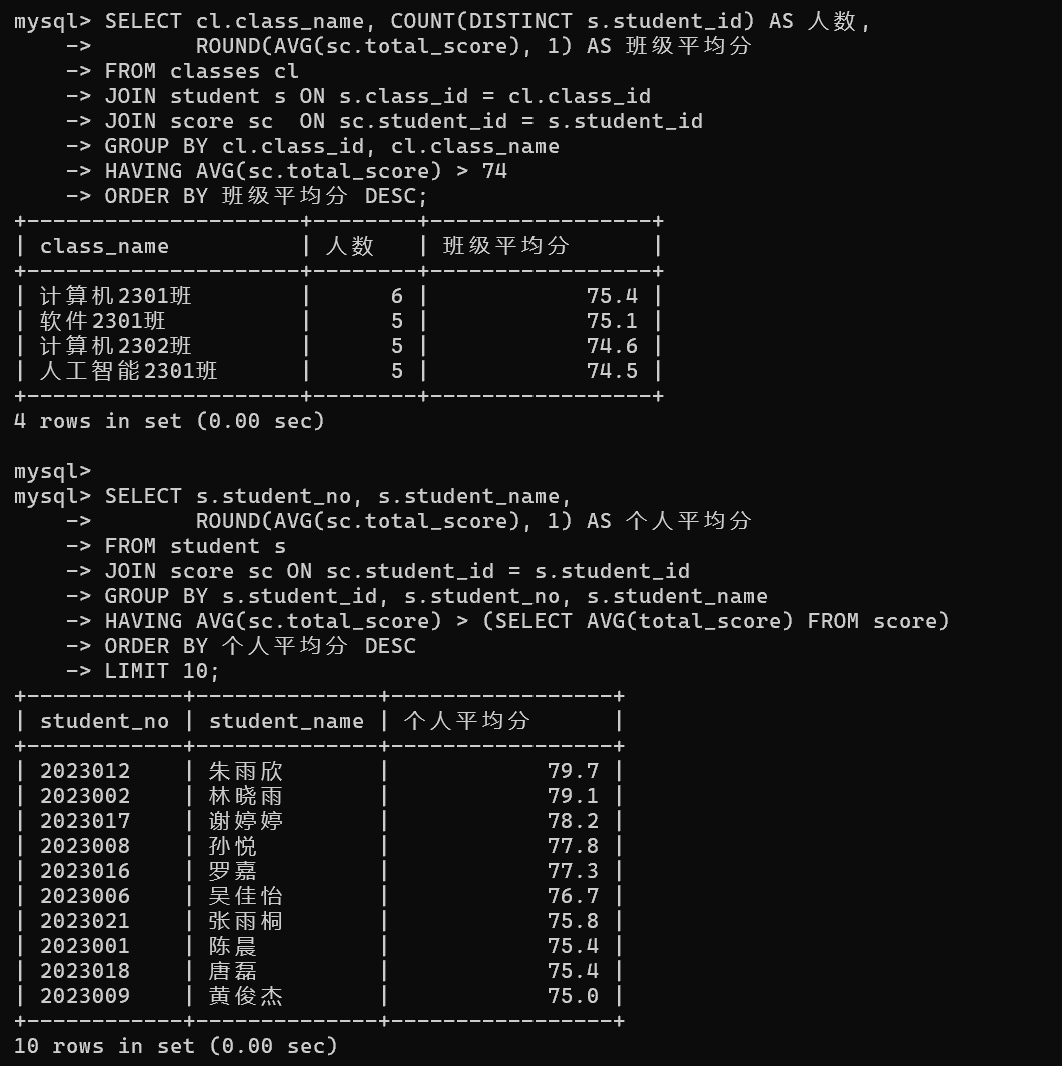 mysql> SELECT cl.class_name, COUNT(DISTINCT s.student_id) AS 人数,
    ->        ROUND(AVG(sc.total_score), 1) AS 班级平均分
    -> FROM classes cl
    -> JOIN student s ON s.class_id = cl.class_id
    -> JOIN score sc  ON sc.student_id = s.student_id
    -> GROUP BY cl.class_id, cl.class_name
    -> HAVING AVG(sc.total_score) > 74
    -> ORDER BY 班级平均分 DESC;
+---------------------+--------+-----------------+
| class_name          | 人数   | 班级平均分      |
+---------------------+--------+-----------------+
| 计算机2301班        |      6 |            75.4 |
| 软件2301班          |      5 |            75.1 |
| 计算机2302班        |      5 |            74.6 |
| 人工智能2301班      |      5 |            74.5 |
+---------------------+--------+-----------------+
4 rows in set (0.00 sec)

mysql>
mysql> SELECT s.student_no, s.student_name,
    ->        ROUND(AVG(sc.total_score), 1) AS 个人平均分
    -> FROM student s
    -> JOIN score sc ON sc.student_id = s.student_id
    -> GROUP BY s.student_id, s.student_no, s.student_name
    -> HAVING AVG(sc.total_score) > (SELECT AVG(total_score) FROM score)
    -> ORDER BY 个人平均分 DESC
    -> LIMIT 10;
+------------+--------------+-----------------+
| student_no | student_name | 个人平均分      |
+------------+--------------+-----------------+
| 2023012    | 朱雨欣       |            79.7 |
| 2023002    | 林晓雨       |            79.1 |
| 2023017    | 谢婷婷       |            78.2 |
| 2023008    | 孙悦         |            77.8 |
| 2023016    | 罗嘉         |            77.3 |
| 2023006    | 吴佳怡       |            76.7 |
| 2023021    | 张雨桐       |            75.8 |
| 2023001    | 陈晨         |            75.4 |
| 2023018    | 唐磊         |            75.4 |
| 2023009    | 黄俊杰       |            75.0 |
+------------+--------------+-----------------+
10 rows in set (0.00 sec)